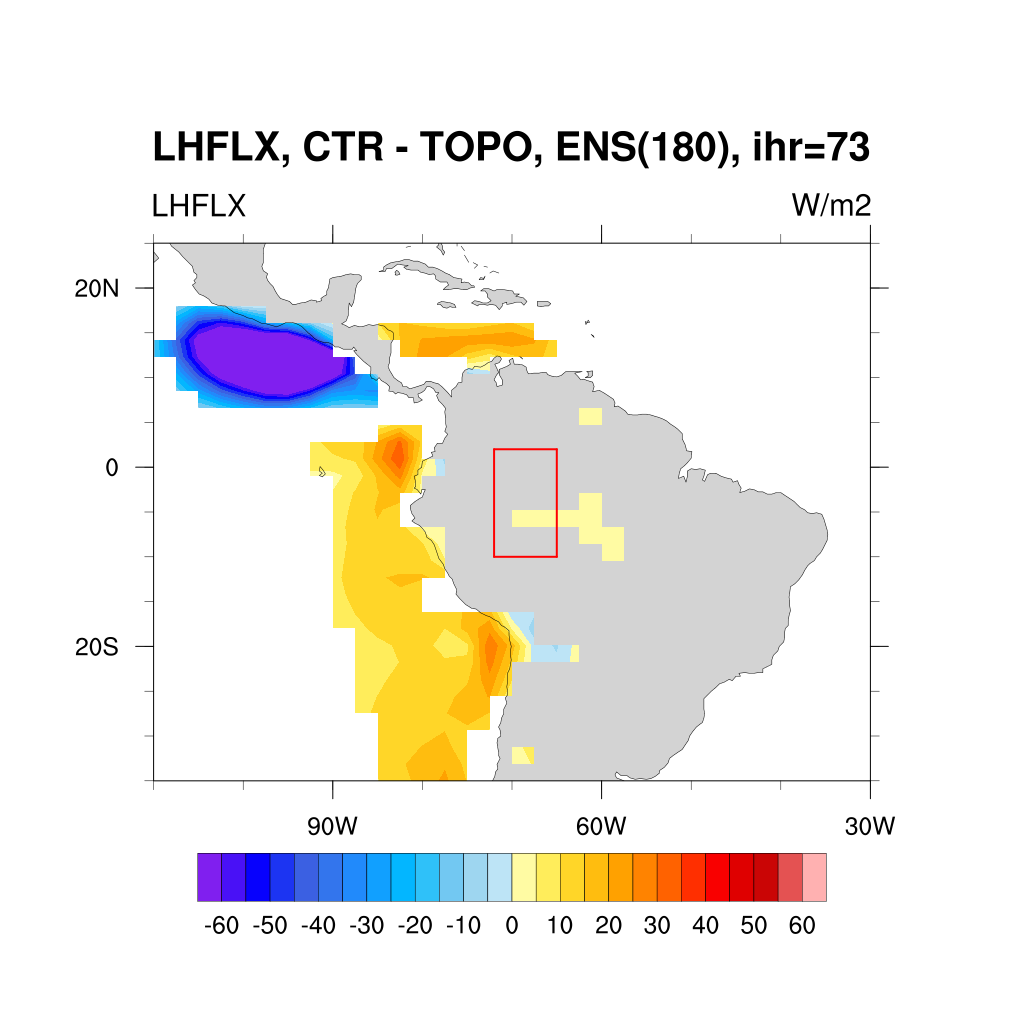 LHFLX, CTR - TOPO, ENS(180), ihr=73
LHFLX W/m2
20N
0
20S
90W 60W 30W
-60 -50 -40 -30 -20 -10 0 10 20 30 40 50 60